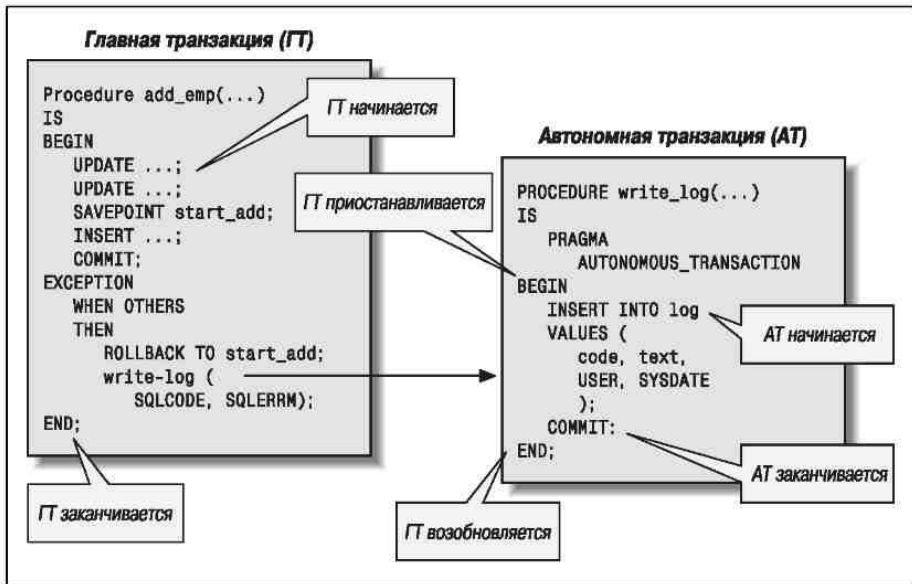 Главная транзакция (ГТ)
Procedure add_emp(...)
IS
BEGIN
UPDATE ...;
UPDATE ...;
SAVEPOINT start_add;
INSERT ...;
COMMIT;
EXCEPTION
WHEN OTHERS
THEN
ROLLBACK TO start_add;
write-log (
SQLCODE, SQLERRM);
END;
ГТ начинается
ГТ приостанавливается
ГТ заканчивается
Автономная транзакция (АТ)
PROCEDURE write_log(...)
IS
PRAGMA
AUTONOMOUS_TRANSACTION
BEGIN
INSERT INTO log
VALUES (
code, text,
USER, SYSDATE
);
COMMIT:
END;
АТ начинается
АТ заканчивается
ГТ возобновляется